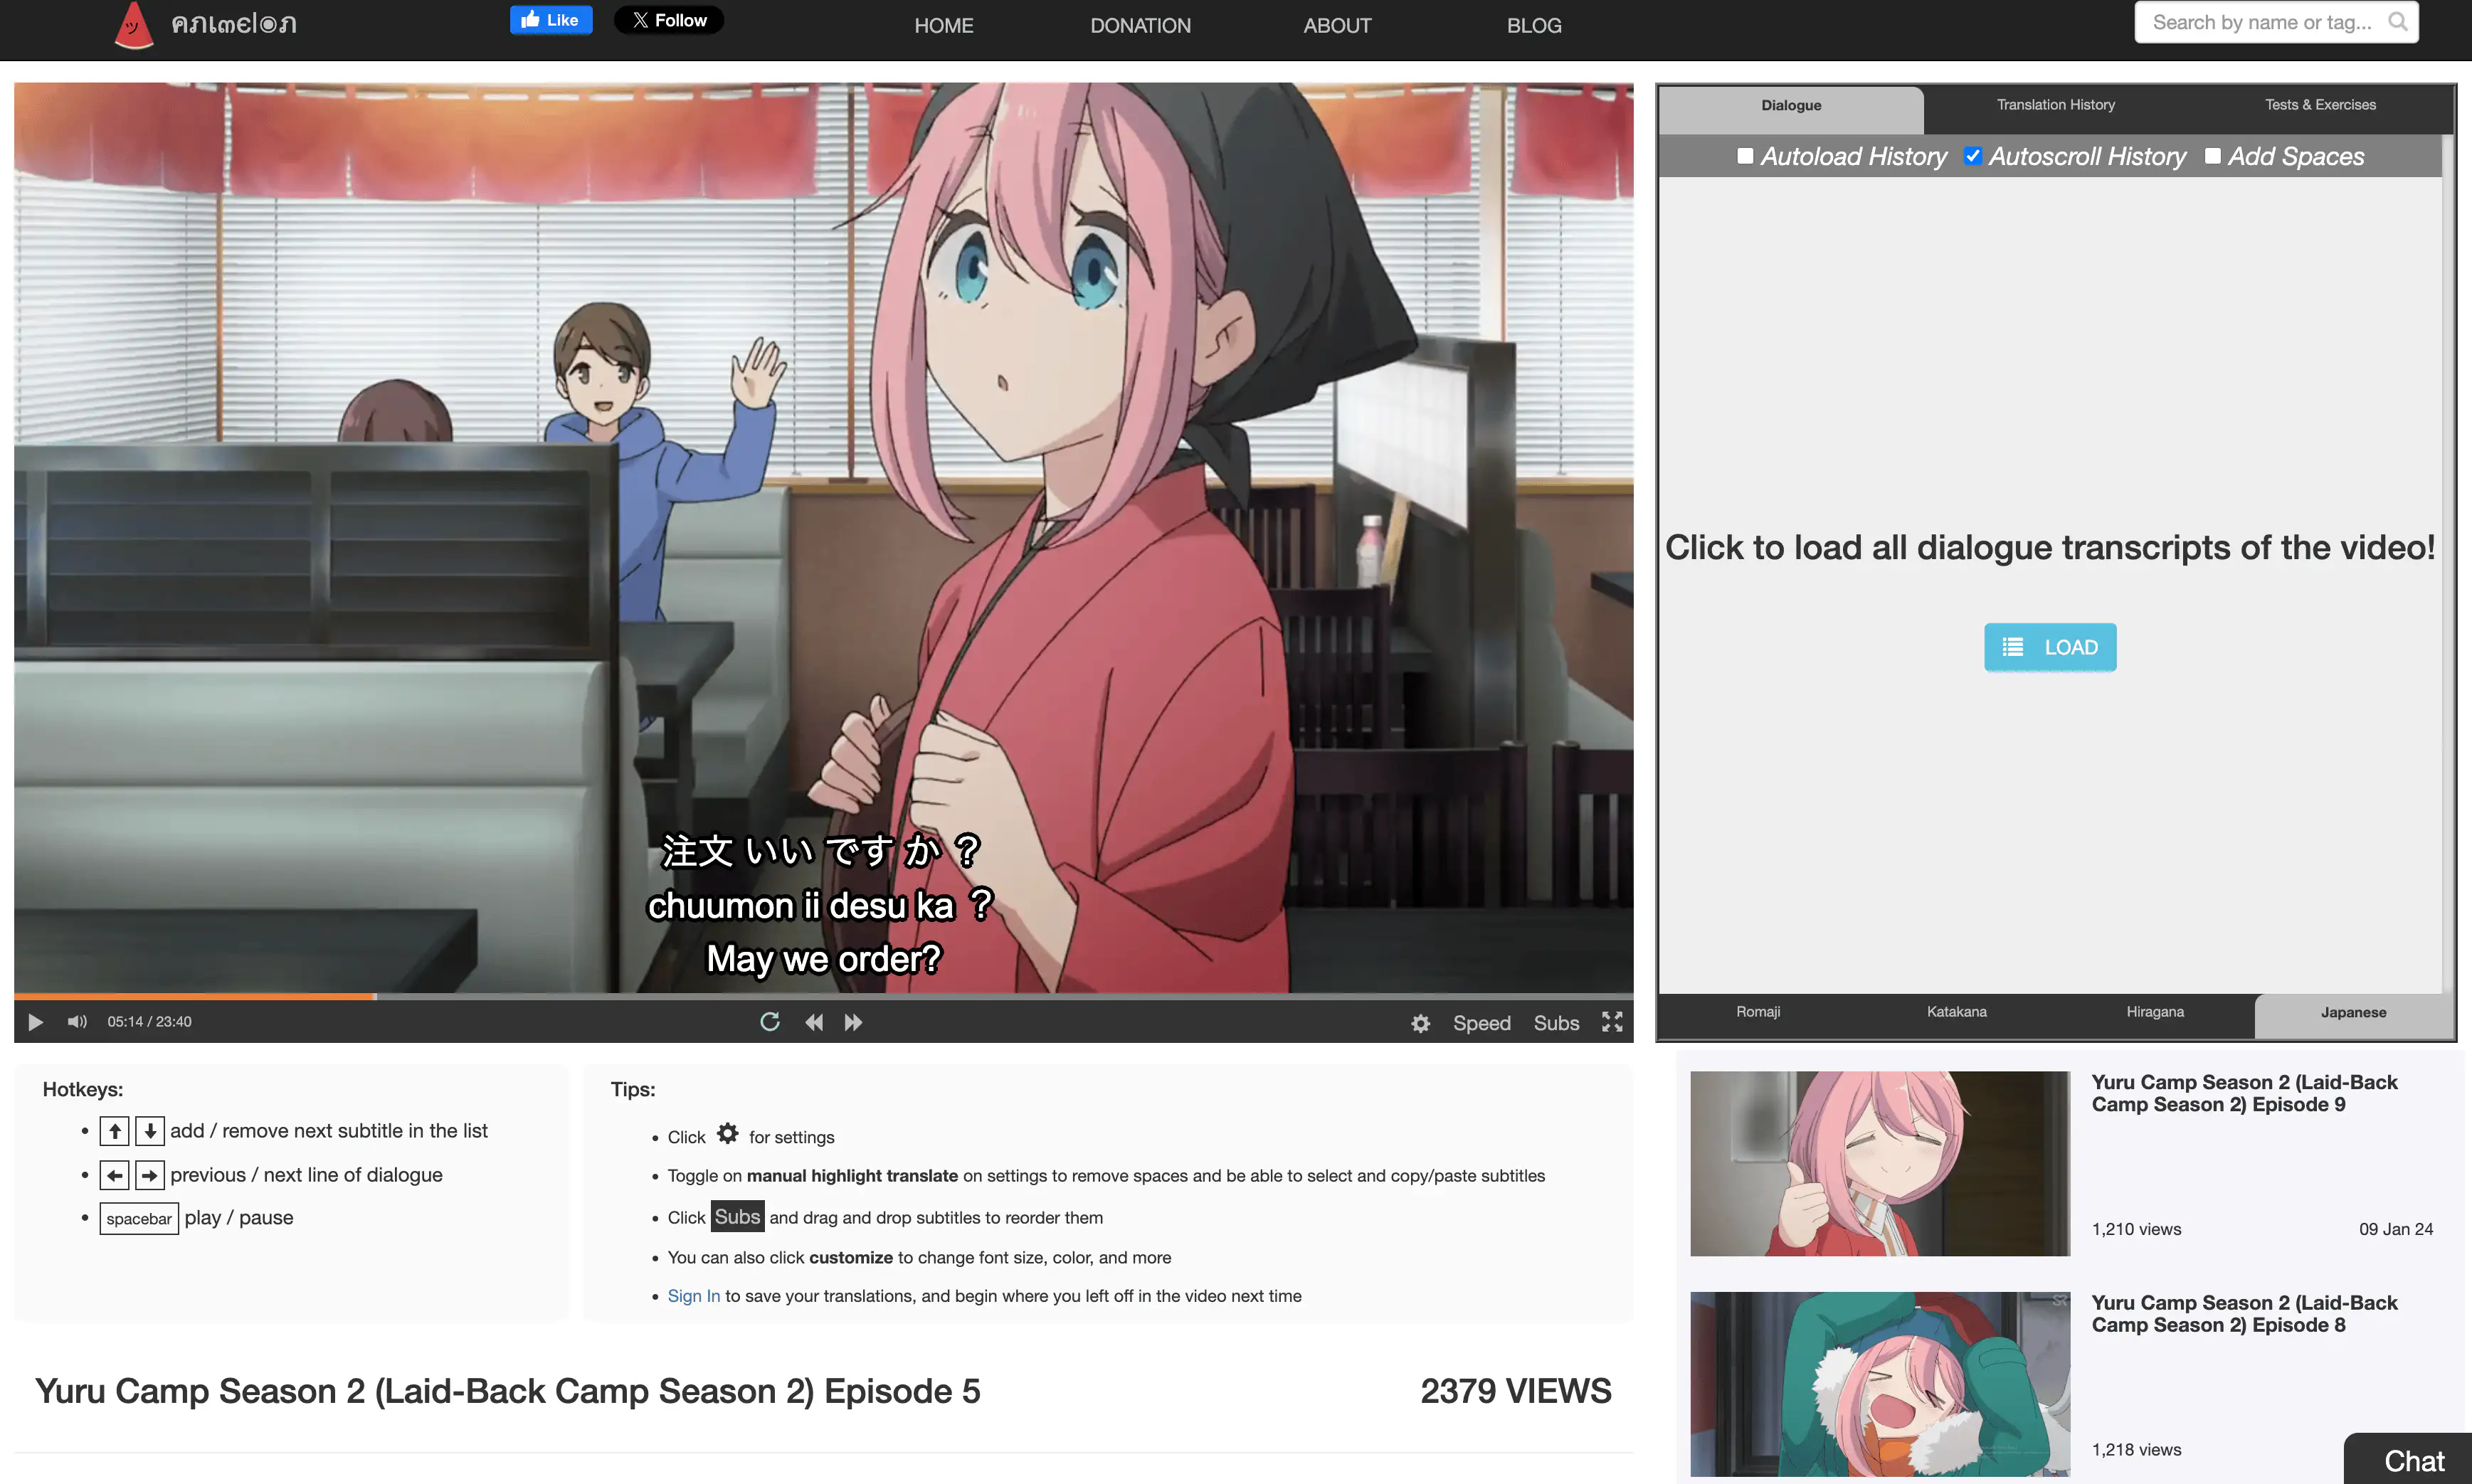 ฅภเ๓є|๏ภ
Like
Follow
HOME
DONATION
ABOUT
BLOG
Search by name or tag...
注文 いい です か ？
chuumon ii desu ka ？
May we order?
05:14 / 23:40
Speed
Subs
Dialogue
Translation History
Tests & Exercises
Autoload History
Autoscroll History
Add Spaces
Click to load all dialogue transcripts of the video!
LOAD
Romaji
Katakana
Hiragana
Japanese
Hotkeys:
add / remove next subtitle in the list
previous / next line of dialogue
spacebar play / pause
Tips:
Click for settings
Toggle on manual highlight translate on settings to remove spaces and be able to select and copy/paste subtitles
Click Subs and drag and drop subtitles to reorder them
You can also click customize to change font size, color, and more
Sign In to save your translations, and begin where you left off in the video next time
Yuru Camp Season 2 (Laid-Back Camp Season 2) Episode 5
2379 VIEWS
Yuru Camp Season 2 (Laid-Back
Camp Season 2) Episode 9
1,210 views
09 Jan 24
Yuru Camp Season 2 (Laid-Back
Camp Season 2) Episode 8
1,218 views
Chat